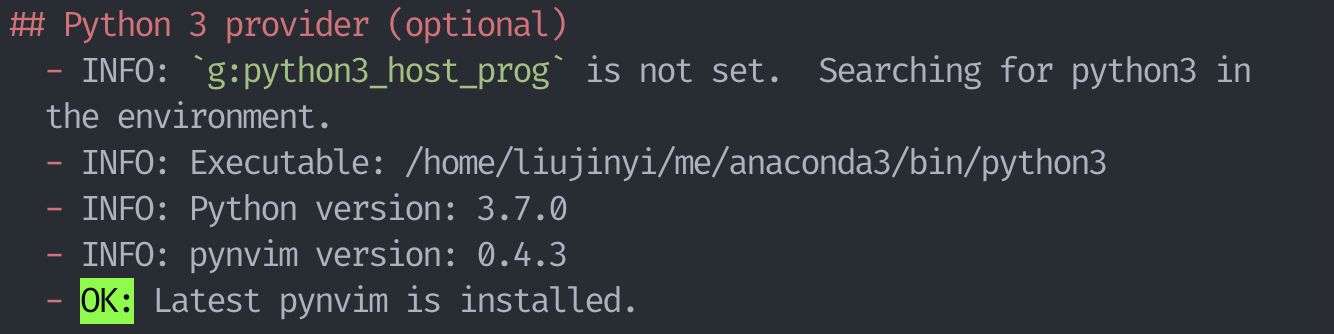 ## Python 3 provider (optional)
- INFO: `g:python3_host_prog` is not set.  Searching for python3 in
the environment.
- INFO: Executable: /home/liujinyi/me/anaconda3/bin/python3
- INFO: Python version: 3.7.0
- INFO: pynvim version: 0.4.3
- OK: Latest pynvim is installed.